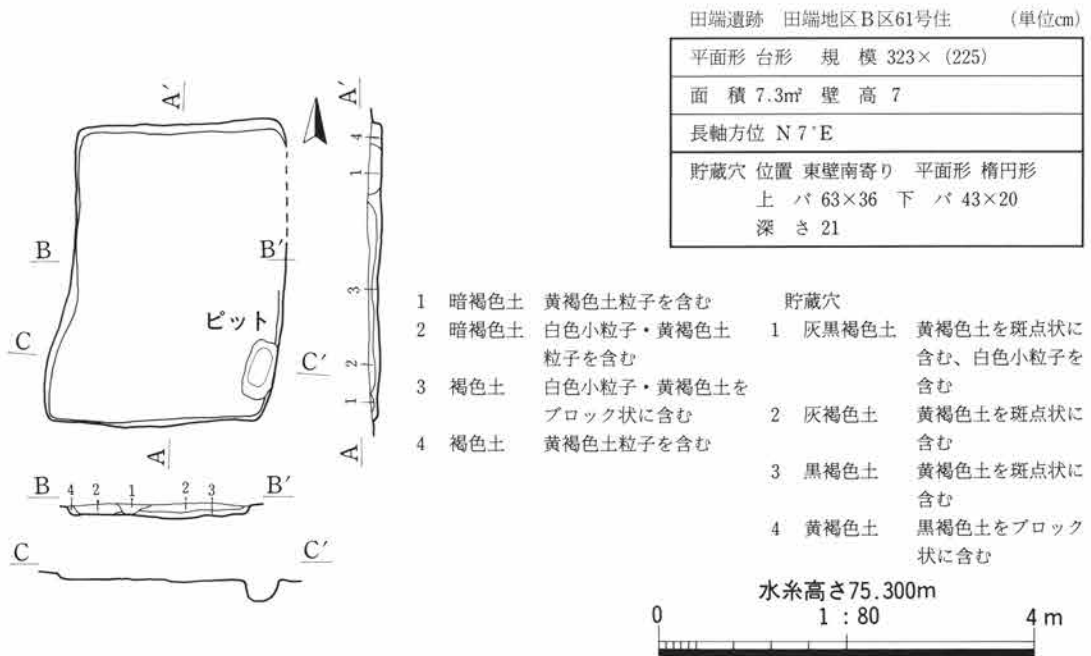 田端遺跡 田端地区B区61号住 (単位cm)
平面形 台形 規 模 323× (225)
面 積 7.3㎡ 壁 高 7
長軸方位 N 7°E
貯蔵穴 位置 東壁南寄り 平面形 楕円形
上 バ 63×36 下 バ 43×20
深 さ 21
A′
A′
4
1
B
B′
3
ピット
C
C′
2
1
A
A
B
4 2 1 2 3
B′
C
C′
1 暗褐色土 黄褐色土粒子を含む
2 暗褐色土 白色小粒子・黄褐色土
粒子を含む
3 褐色土 白色小粒子・黄褐色土を
ブロック状に含む
4 褐色土 黄褐色土粒子を含む
貯蔵穴
1 灰黒褐色土 黄褐色土を斑点状に
含む、白色小粒子を
含む
2 灰褐色土 黄褐色土を斑点状に
含む
3 黒褐色土 黄褐色土を斑点状に
含む
4 黄褐色土 黒褐色土をブロック
状に含む
水糸高さ75.300m
0 1:80 4 m